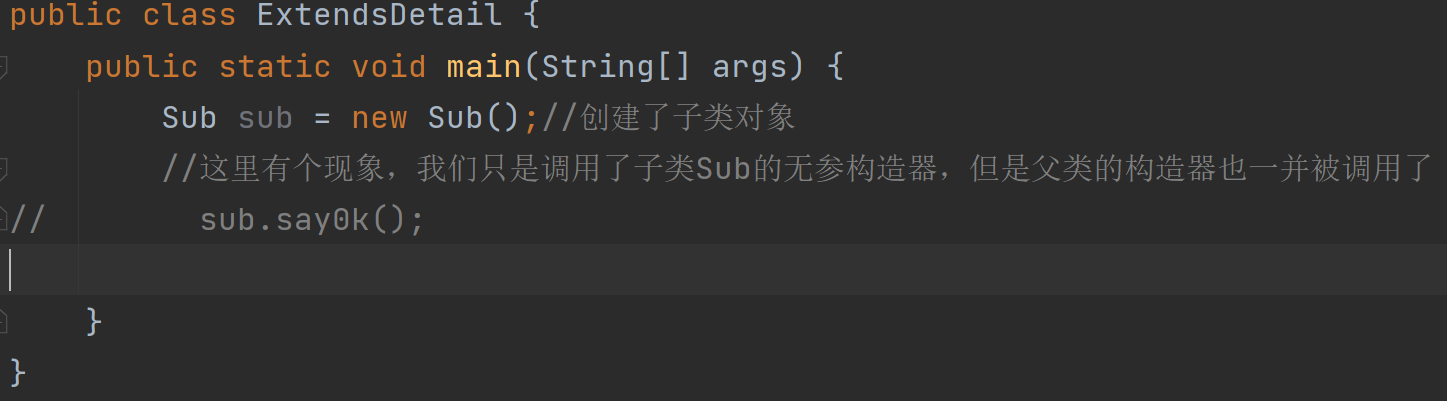 public class ExtendsDetail {
public static void main(String[] args) {
Sub sub = new Sub();//创建了子类对象
//这里有个现象，我们只是调用了子类Sub的无参构造器，但是父类的构造器也一并被调用了
// sub.say0k();
}
}